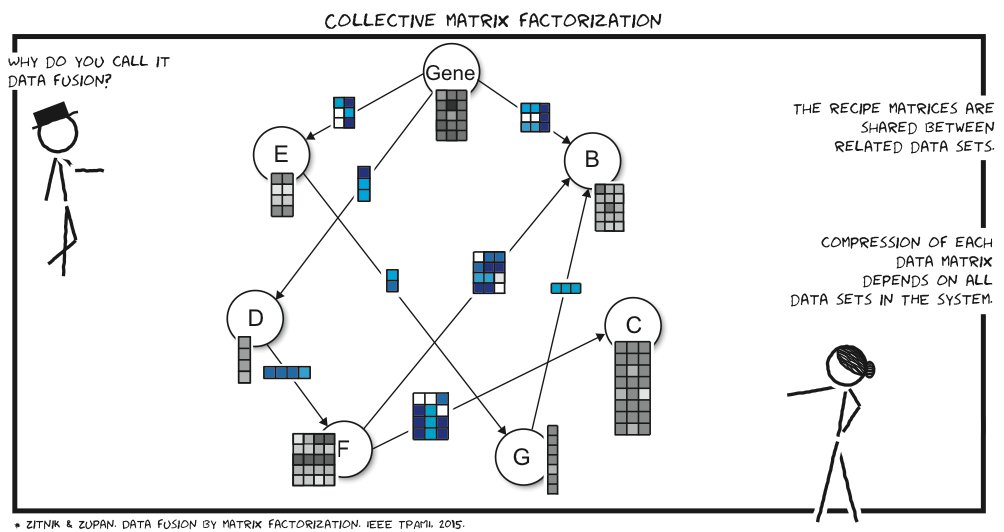 COLLECTIVE MATRIX FACTORIZATION
WHY DO YOU CALL IT
DATA FUSION?
Gene
THE RECIPE MATRICES ARE
SHARED BETWEEN
RELATED DATA SETS.
E
B
COMPRESSION OF EACH
DATA MATRIX
DEPENDS ON ALL
DATA SETS IN THE SYSTEM.
D
C
F
G
* ZITNIK & ZUPAN. DATA FUSION BY MATRIX FACTORIZATION. IEEE TPAMI. 2015.